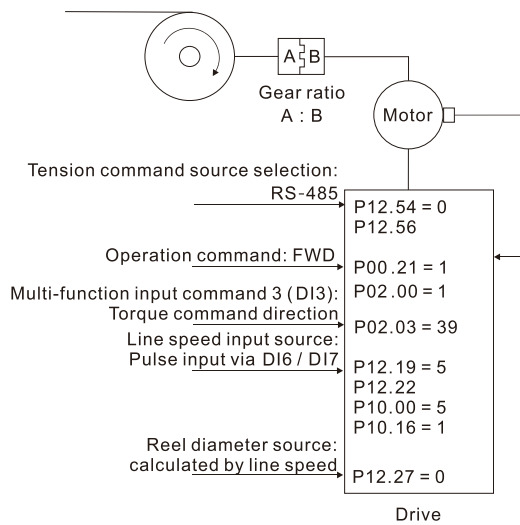 A B
Gear ratio
A : B
Motor
Tension command source selection:
RS-485
P12.54 = 0
P12.56
Operation command: FWD
P00.21 = 1
P02.00 = 1
Multi-function input command 3 (DI3):
Torque command direction
P02.03 = 39
Line speed input source:
Pulse input via DI6 / DI7
P12.19 = 5
P12.22
P10.00 = 5
P10.16 = 1
Reel diameter source:
calculated by line speed
P12.27 = 0
Drive